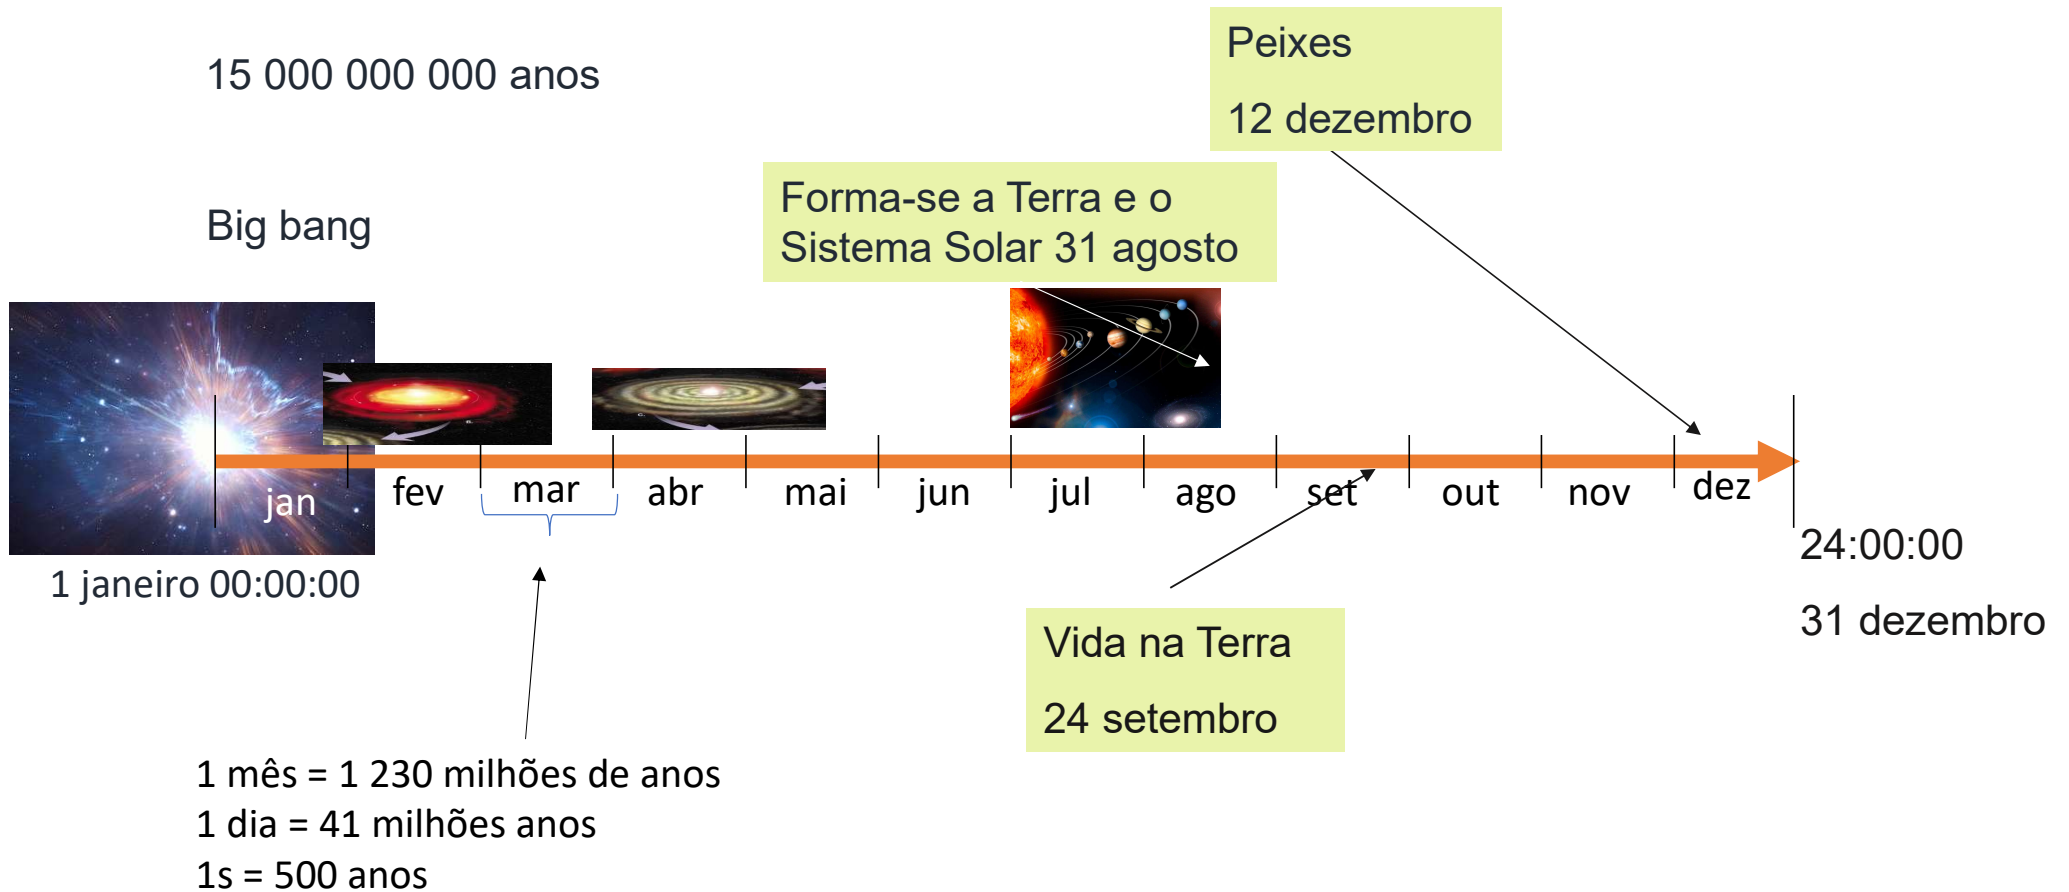 15 000 000 000 anos
Peixes
12 dezembro
Big bang
Forma-se a Terra e o
Sistema Solar 31 agosto
jan
fev
mar
abr
mai
jun
jul
ago
set
out
nov
dez
1 janeiro 00:00:00
24:00:00
31 dezembro
Vida na Terra
24 setembro
1 mês = 1 230 milhões de anos
1 dia = 41 milhões anos
1s = 500 anos